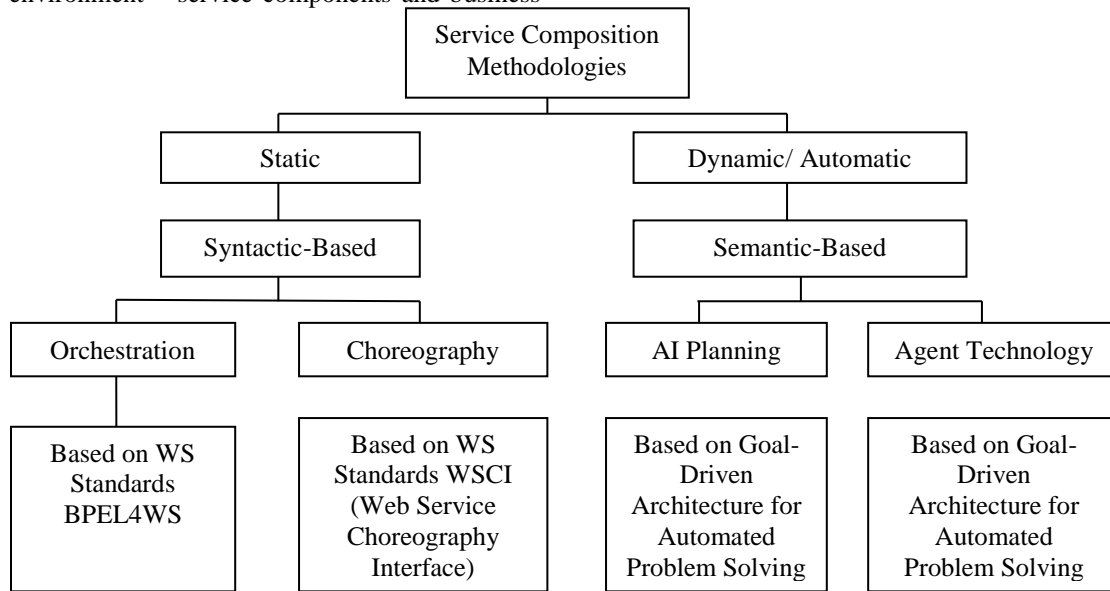 environment – service components and business
Service Composition
Methodologies
Static
Dynamic/ Automatic
Syntactic-Based
Semantic-Based
Orchestration
Choreography
AI Planning
Agent Technology
Based on WS
Standards
BPEL4WS
Based on WS
Standards WSCI
(Web Service
Choreography
Interface)
Based on Goal-
Driven
Architecture for
Automated
Problem Solving
Based on Goal-
Driven
Architecture for
Automated
Problem Solving